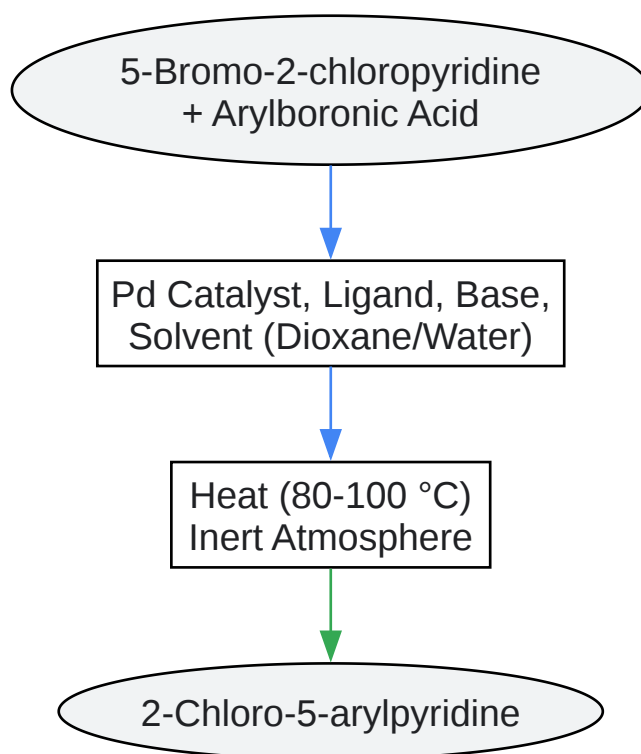 5-Bromo-2-chloropyridine
+ Arylboronic Acid
Pd Catalyst, Ligand, Base,
Solvent (Dioxane/Water)
Heat (80-100 °C)
Inert Atmosphere
2-Chloro-5-arylpyridine